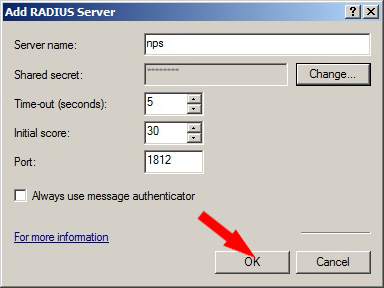 Add RADIUS Server
Server name: nps
Shared secret: ******** Change...
Time-out (seconds): 5
Initial score: 30
Port: 1812
Always use message authenticator
For more information
OK Cancel